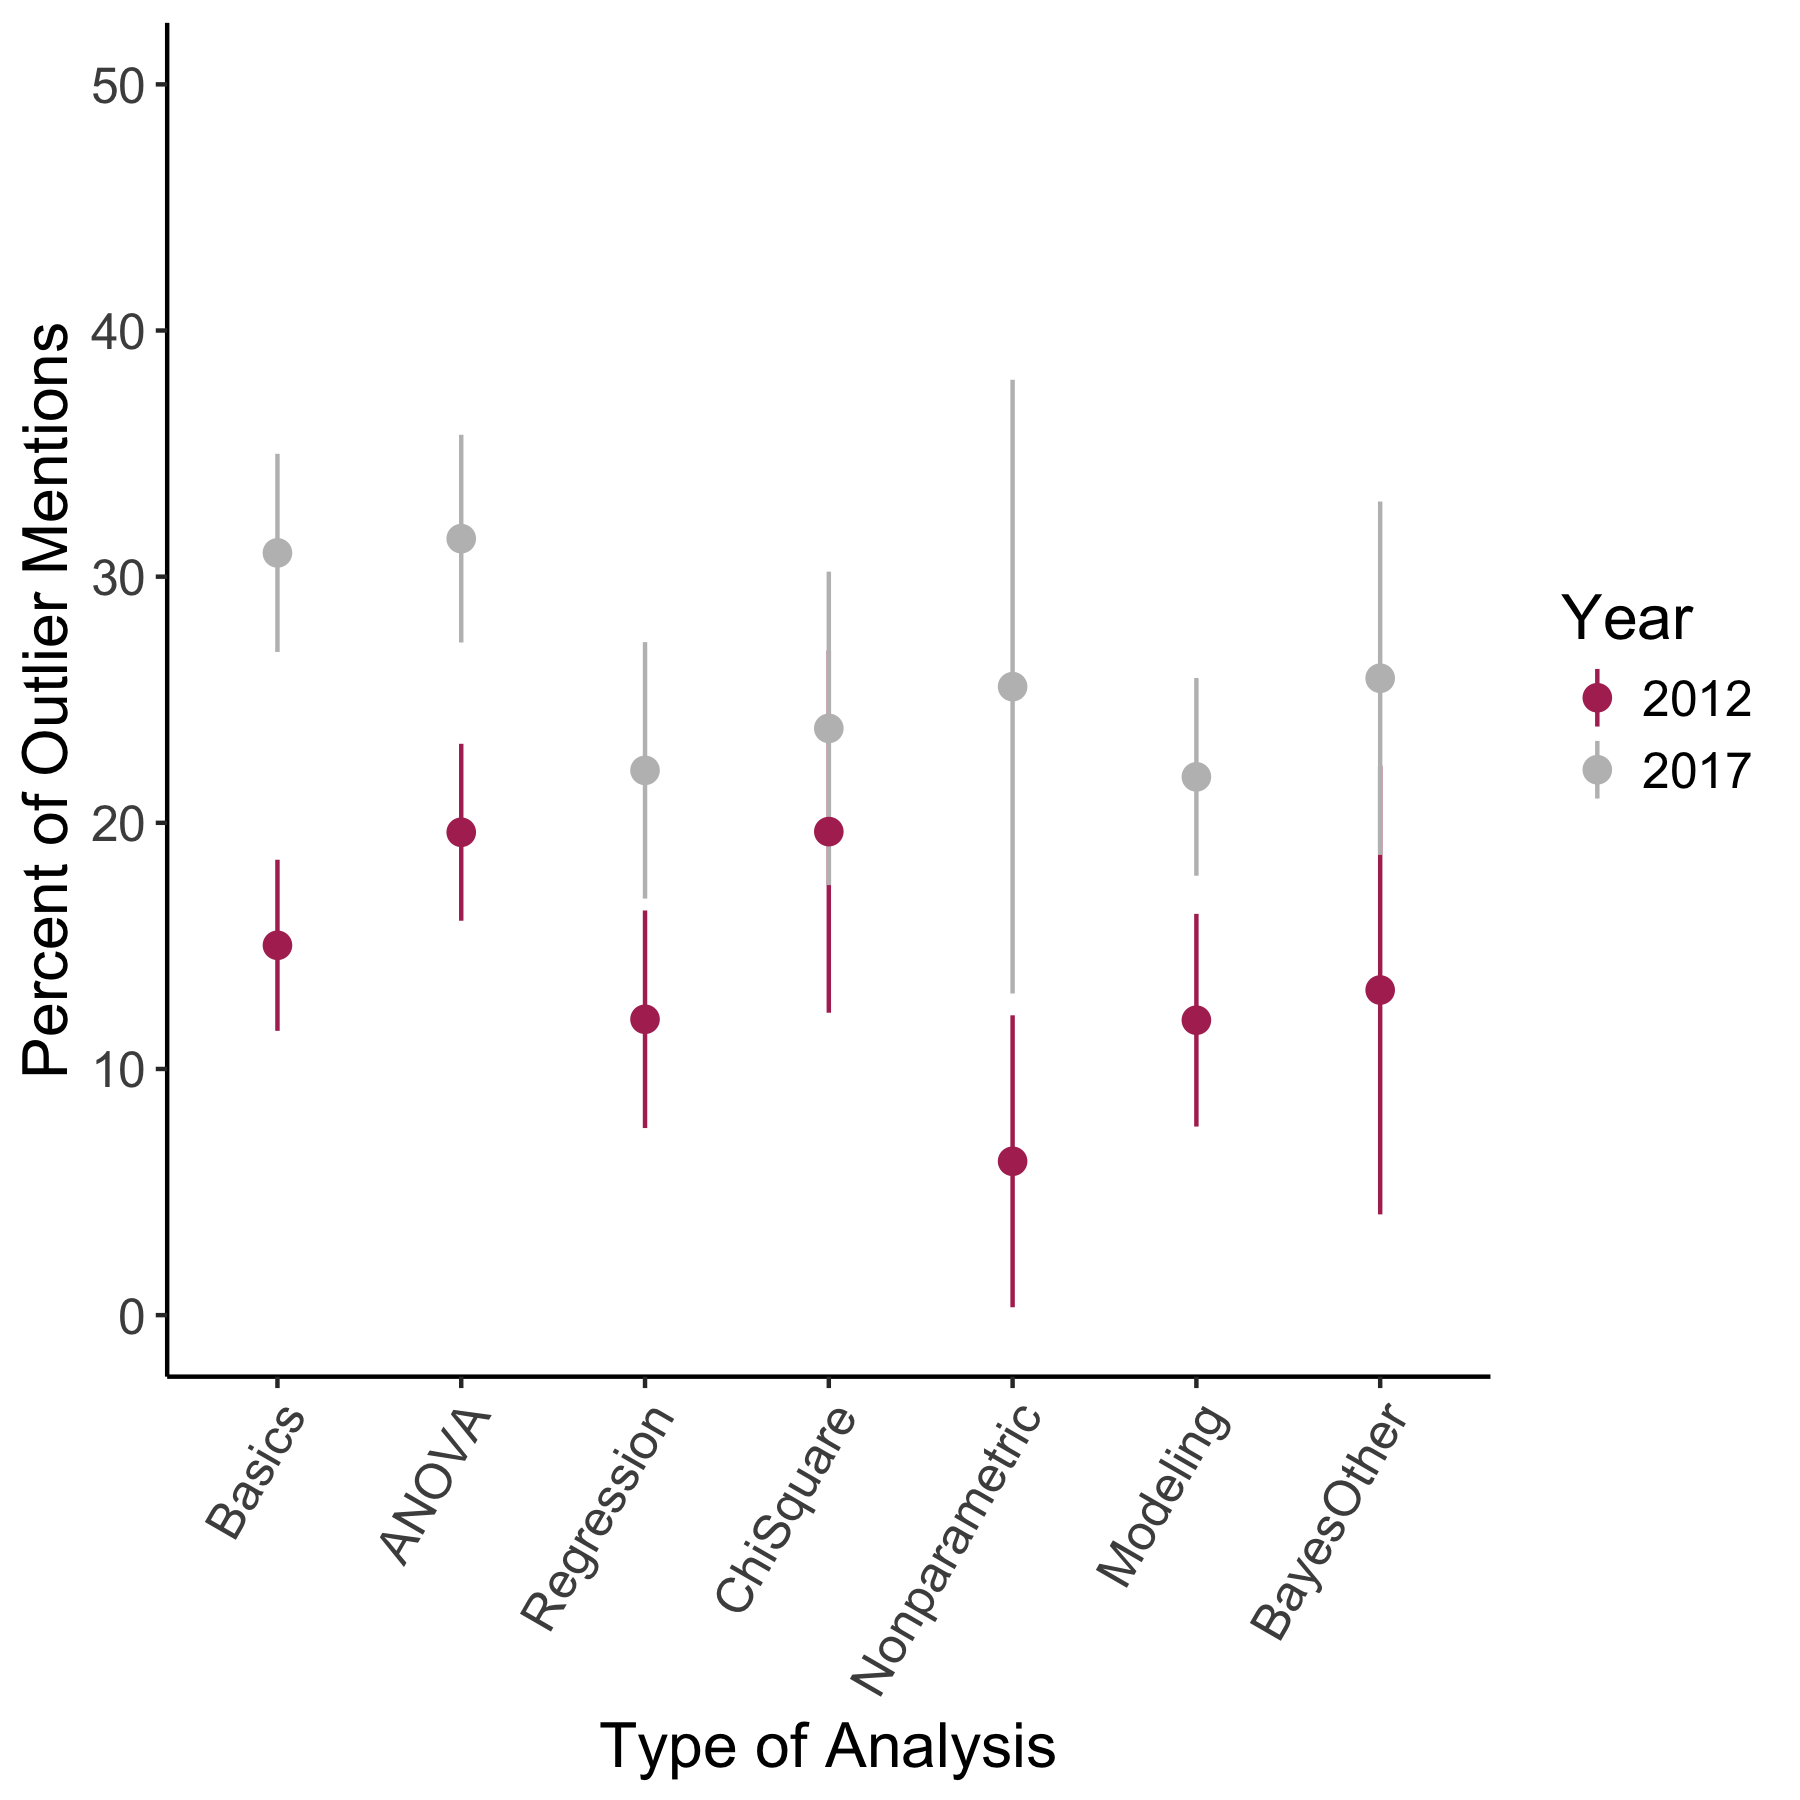 Percent of Outlier Mentions
50
40
30
20
10
0
Basics
ANOVA
Regression
ChiSquare
Nonparametric
Modeling
BayesOther
Type of Analysis
Year
2012
2017